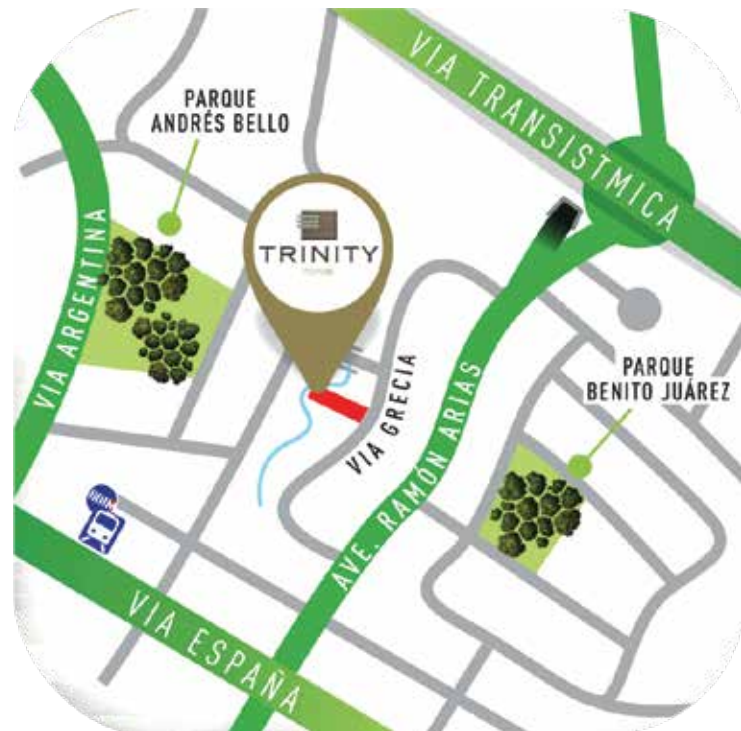 VIA TRANSISTMICA
PARQUE
ANDRÉS BELLO
TRINITY
VIA ARGENTINA
VIA GRECIA
AVE. RAMÓN ARIAS
PARQUE
BENITO JUÁREZ
VIA ESPAÑA